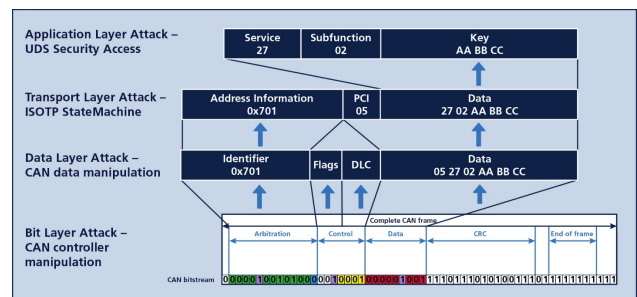 Application Layer Attack –
UDS Security Access
Service
27
Subfunction
02
Key
AA BB CC
Transport Layer Attack –
ISOTP StateMachine
Address Information
0x701
PCI
05
Data
27 02 AA BB CC
Data Layer Attack –
CAN data manipulation
Identifier
0x701
Flags
DLC
Data
05 27 02 AA BB CC
Bit Layer Attack –
CAN controller
manipulation
Complete CAN frame
Arbitration
Control
Data
CRC
End of frame
CAN bitstream